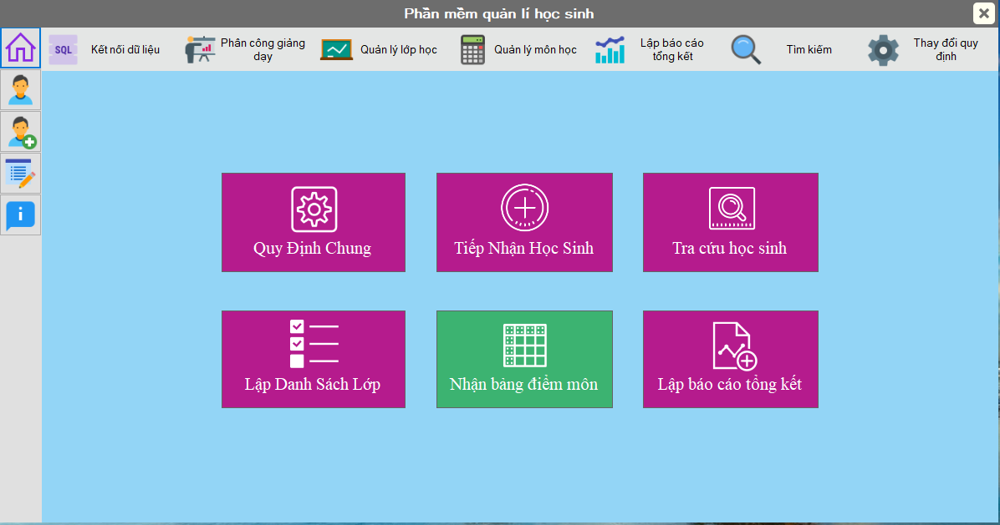 Phần mềm quản lí học sinh
SQL
Kết nối dữ liệu
Phân công giảng
dạy
Quản lý lớp học
Quản lý môn học
Lập báo cáo
tổng kết
Tìm kiếm
Thay đổi quy
định
i
Quy Định Chung
Tiếp Nhận Học Sinh
Tra cứu học sinh
Lập Danh Sách Lớp
Nhận bảng điểm môn
Lập báo cáo tổng kết